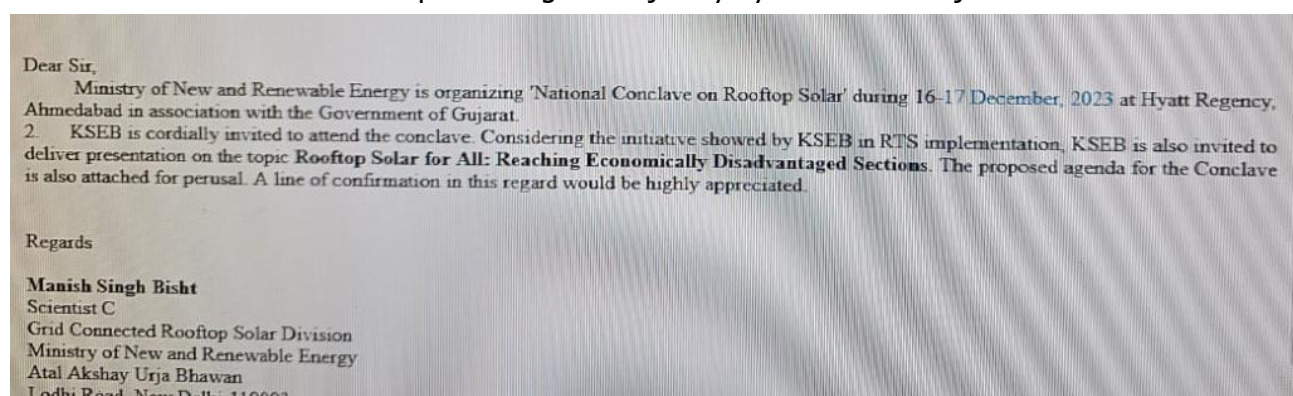 Dear Sir,
Ministry of New and Renewable Energy is organizing 'National Conclave on Rooftop Solar' during 16-17 December, 2023 at Hyatt Regency,
Ahmedabad in association with the Government of Gujarat.
2. KSEB is cordially invited to attend the conclave. Considering the initiative showed by KSEB in RTS implementation, KSEB is also invited to
deliver presentation on the topic Rooftop Solar for All: Reaching Economically Disadvantaged Sections. The proposed agenda for the Conclave
is also attached for perusal. A line of confirmation in this regard would be highly appreciated.
Regards
Manish Singh Bisht
Scientist C
Grid Connected Rooftop Solar Division
Ministry of New and Renewable Energy
Atal Akshay Urja Bhawan
Lodhi Road, New Delhi